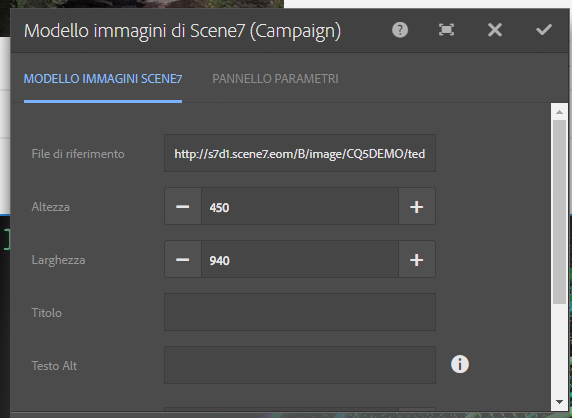 Modello immagini di Scene7 (Campaign)
MODELLO IMMAGINI SCENE7 PANNELLO PARAMETRI
File di riferimento http://s7d1.scene7.eom/B/image/CQ5DEMO/ted
Altezza 450
Larghezza 940
Titolo
Testo Alt